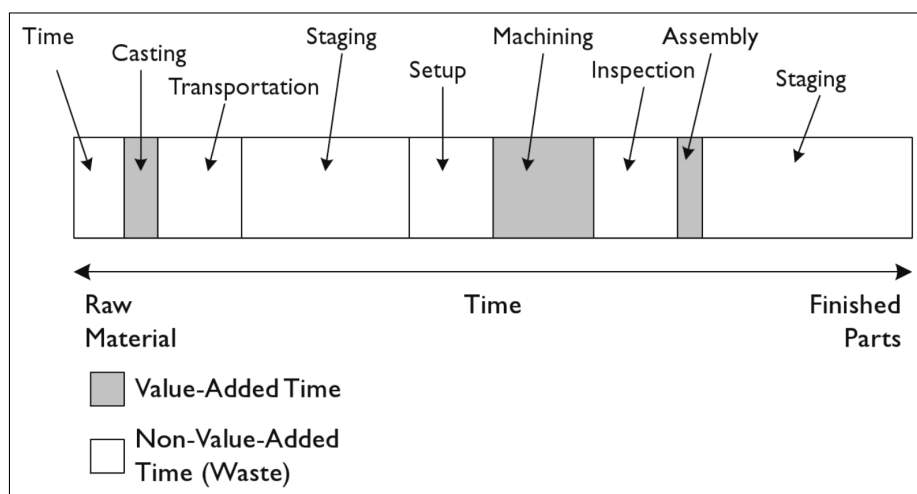 Time
Casting
Transportation
Staging
Setup
Machining
Inspection
Assembly
Staging
Raw
Material
Time
Finished
Parts
Value-Added Time
Non-Value-Added
Time (Waste)